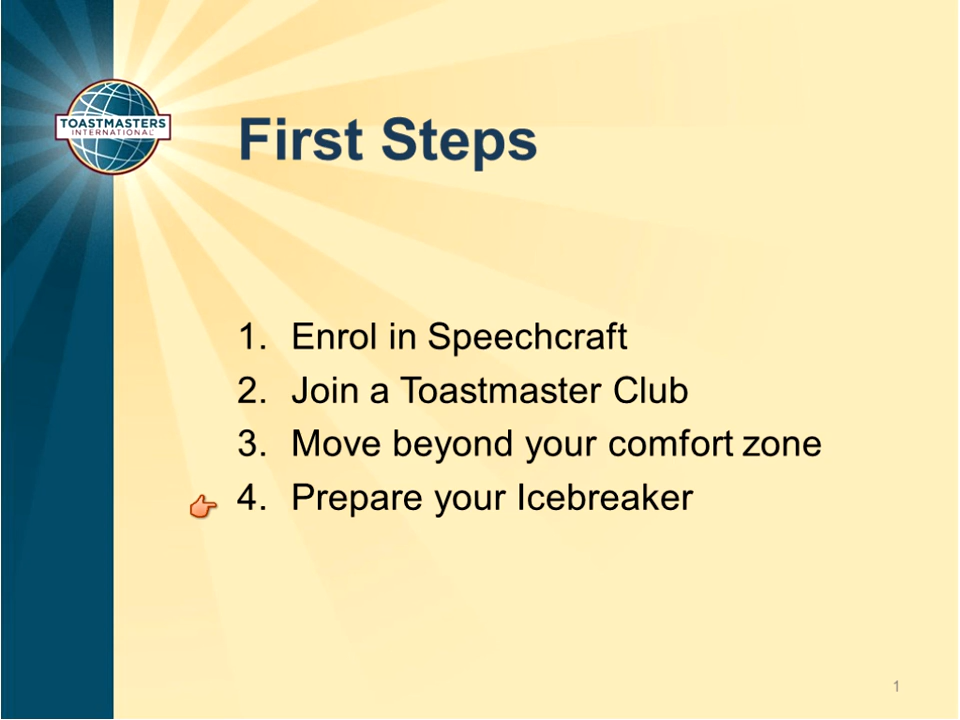 TOASTMASTERS
INTERNATIONAL
First Steps
1. Enrol in Speechcraft
2. Join a Toastmaster Club
3. Move beyond your comfort zone
4. Prepare your Icebreaker
1